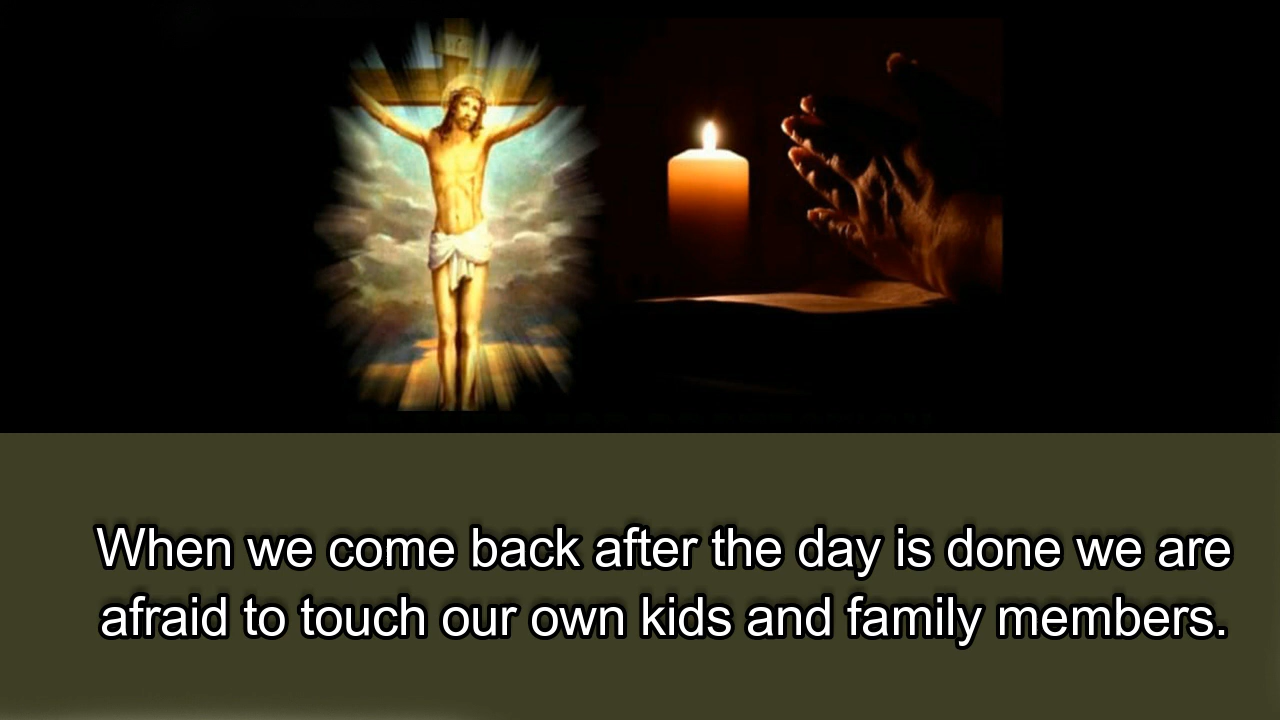 When we come back after the day is done we are
afraid to touch our own kids and family members.